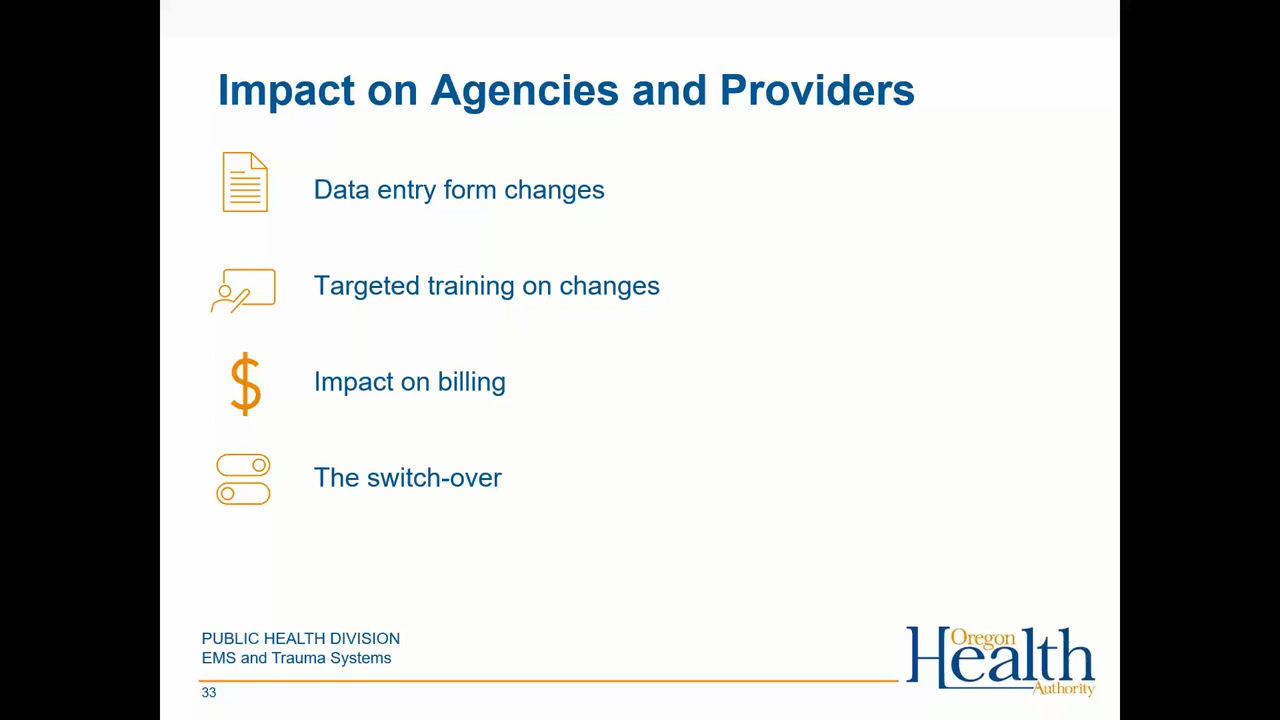 Impact on Agencies and Providers
Data entry form changes
Targeted training on changes
$
Impact on billing
The switch-over
PUBLIC HEALTH DIVISION
EMS and Trauma Systems
33
Oregon
Health
Authority